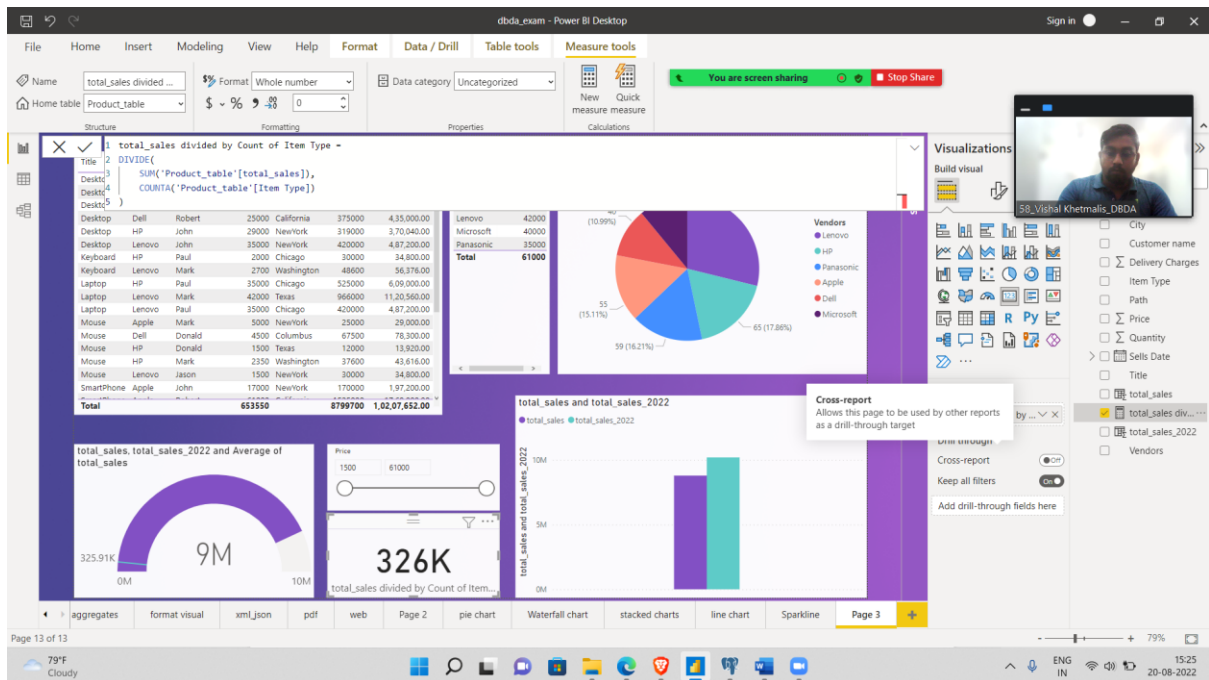 dbda_exam - Power BI Desktop
Sign in
File Home Insert Modeling View Help Format Data / Drill Table tools Measure tools
Name total_sales divided ...
Home table Product_table
Structure
$% Format Whole number
$ % 0
Formatting
Data category Uncategorized
Properties
New measure
Quick measure
Calculations
You are screen sharing
Stop Share
58_Vishal Khetmalis_DBDA
1 total_sales divided by Count of Item Type =
2 DIVIDE(
3 SUM('Product_table'[total_sales]),
4 COUNTA('Product_table'[Item Type])
5 )
Title
Desktop Dell Robert 25000 California 375000 4,35,000.00
Desktop HP John 29000 NewYork 319000 3,70,040.00
Desktop Lenovo John 35000 NewYork 420000 4,87,200.00
Keyboard HP Paul 2000 Chicago 30000 34,800.00
Keyboard Lenovo Mark 2700 Washington 48600 56,376.00
Laptop HP Paul 35000 Chicago 525000 6,09,000.00
Laptop Lenovo Mark 42000 Texas 966000 11,20,560.00
Laptop Lenovo Paul 35000 Chicago 420000 4,87,200.00
Mouse Apple Mark 5000 NewYork 25000 29,000.00
Mouse Dell Donald 4500 Columbus 67500 78,300.00
Mouse HP Donald 1500 Texas 12000 13,920.00
Mouse HP Mark 2350 Washington 37600 43,616.00
Mouse Lenovo Jason 1500 NewYork 30000 34,800.00
SmartPhone Apple John 17000 NewYork 170000 1,97,200.00
Total 653550 8799700 1,02,07,652.00
Lenovo 42000
Microsoft 40000
Panasonic 35000
Total 61000
(10.99%)
55
(15.11%)
59 (16.21%)
65 (17.86%)
Vendors
Lenovo
HP
Panasonic
Apple
Dell
Microsoft
total_sales, total_sales_2022 and Average of
total_sales
325.91K
9M
0M
10M
Price
1500 61000
326K
total_sales divided by Count of Item...
total_sales and total_sales_2022
total_sales total_sales_2022
total_sales and total_sales_2022
10M
5M
0M
Cross-report
Allows this page to be used by other reports
as a drill-through target
Visualizations
Build visual
R Py
by ...
Drill through
Cross-report Off
Keep all filters On
Add drill-through fields here
City
Customer name
Delivery Charges
Item Type
Path
Price
Quantity
Sells Date
Title
total_sales
total_sales div...
total_sales_2022
Vendors
aggregates format visual xml_json pdf web Page 2 pie chart Waterfall chart stacked charts line chart Sparkline Page 3
Page 13 of 13
79%
79°F
Cloudy
ENG
IN
15:25
20-08-2022